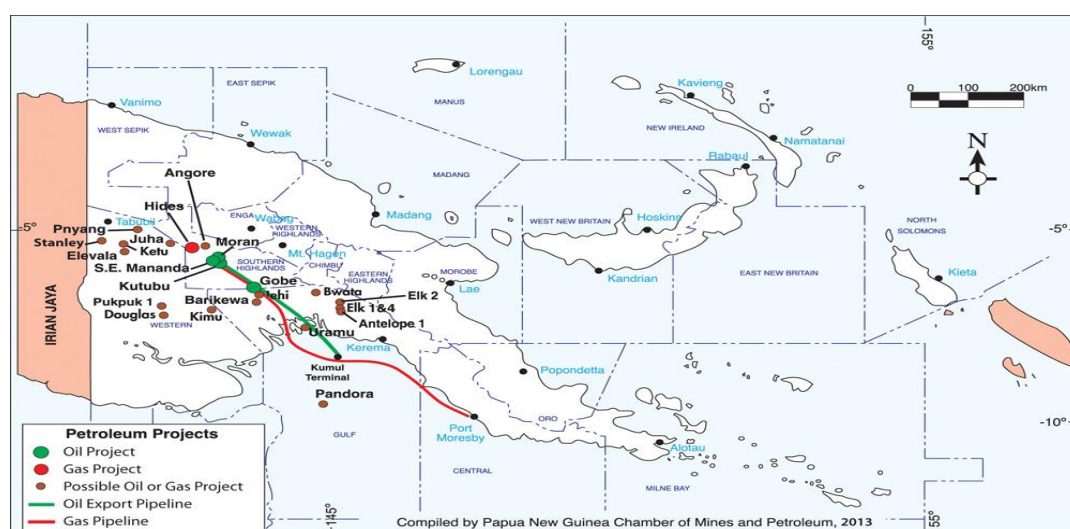 155°
Lorengau
Kavieng
0
100
200km
EAST SEPIK
MANUS
Vanimo
WEST SEPIK
NEW IRELAND
Namatanai
N
Wewak
Rabaul
Angore
MADANG
Hides
ENGA
Wabag
Madang
WEST NEW BRITAIN
Hoskins
NORTH
SOLOMONS
-5°
Tabubil
WESTERN
HIGHLANDS
-5°
Pnyang
Stanley
Juha
Moran
Ketu
Elevala
Mt. Hagen
S.E. Mananda
SOUTHERN
HIGHLANDS
CHIMBU
EASTERN
HIGHLANDS
MOROBE
EAST NEW BRITAIN
Kandrian
Kieta
Kutubu
Gobe
Lae
Iehi
Bwata
Elk 2
Pukpuk 1
Barikewa
Elk 1&4
Douglas
Kimu
Antelope 1
WESTERN
Uramu
IRIAN JAYA
Kerema
Kumul
Terminal
Popondetta
Pandora
ORO
Port
Moresby
-10°
GULF
Alotau
CENTRAL
MILNE BAY
Petroleum Projects
Oil Project
Gas Project
Possible Oil or Gas Project
Oil Export Pipeline
Gas Pipeline
145°
55°
Compiled by Papua New Guinea Chamber of Mines and Petroleum, 2013